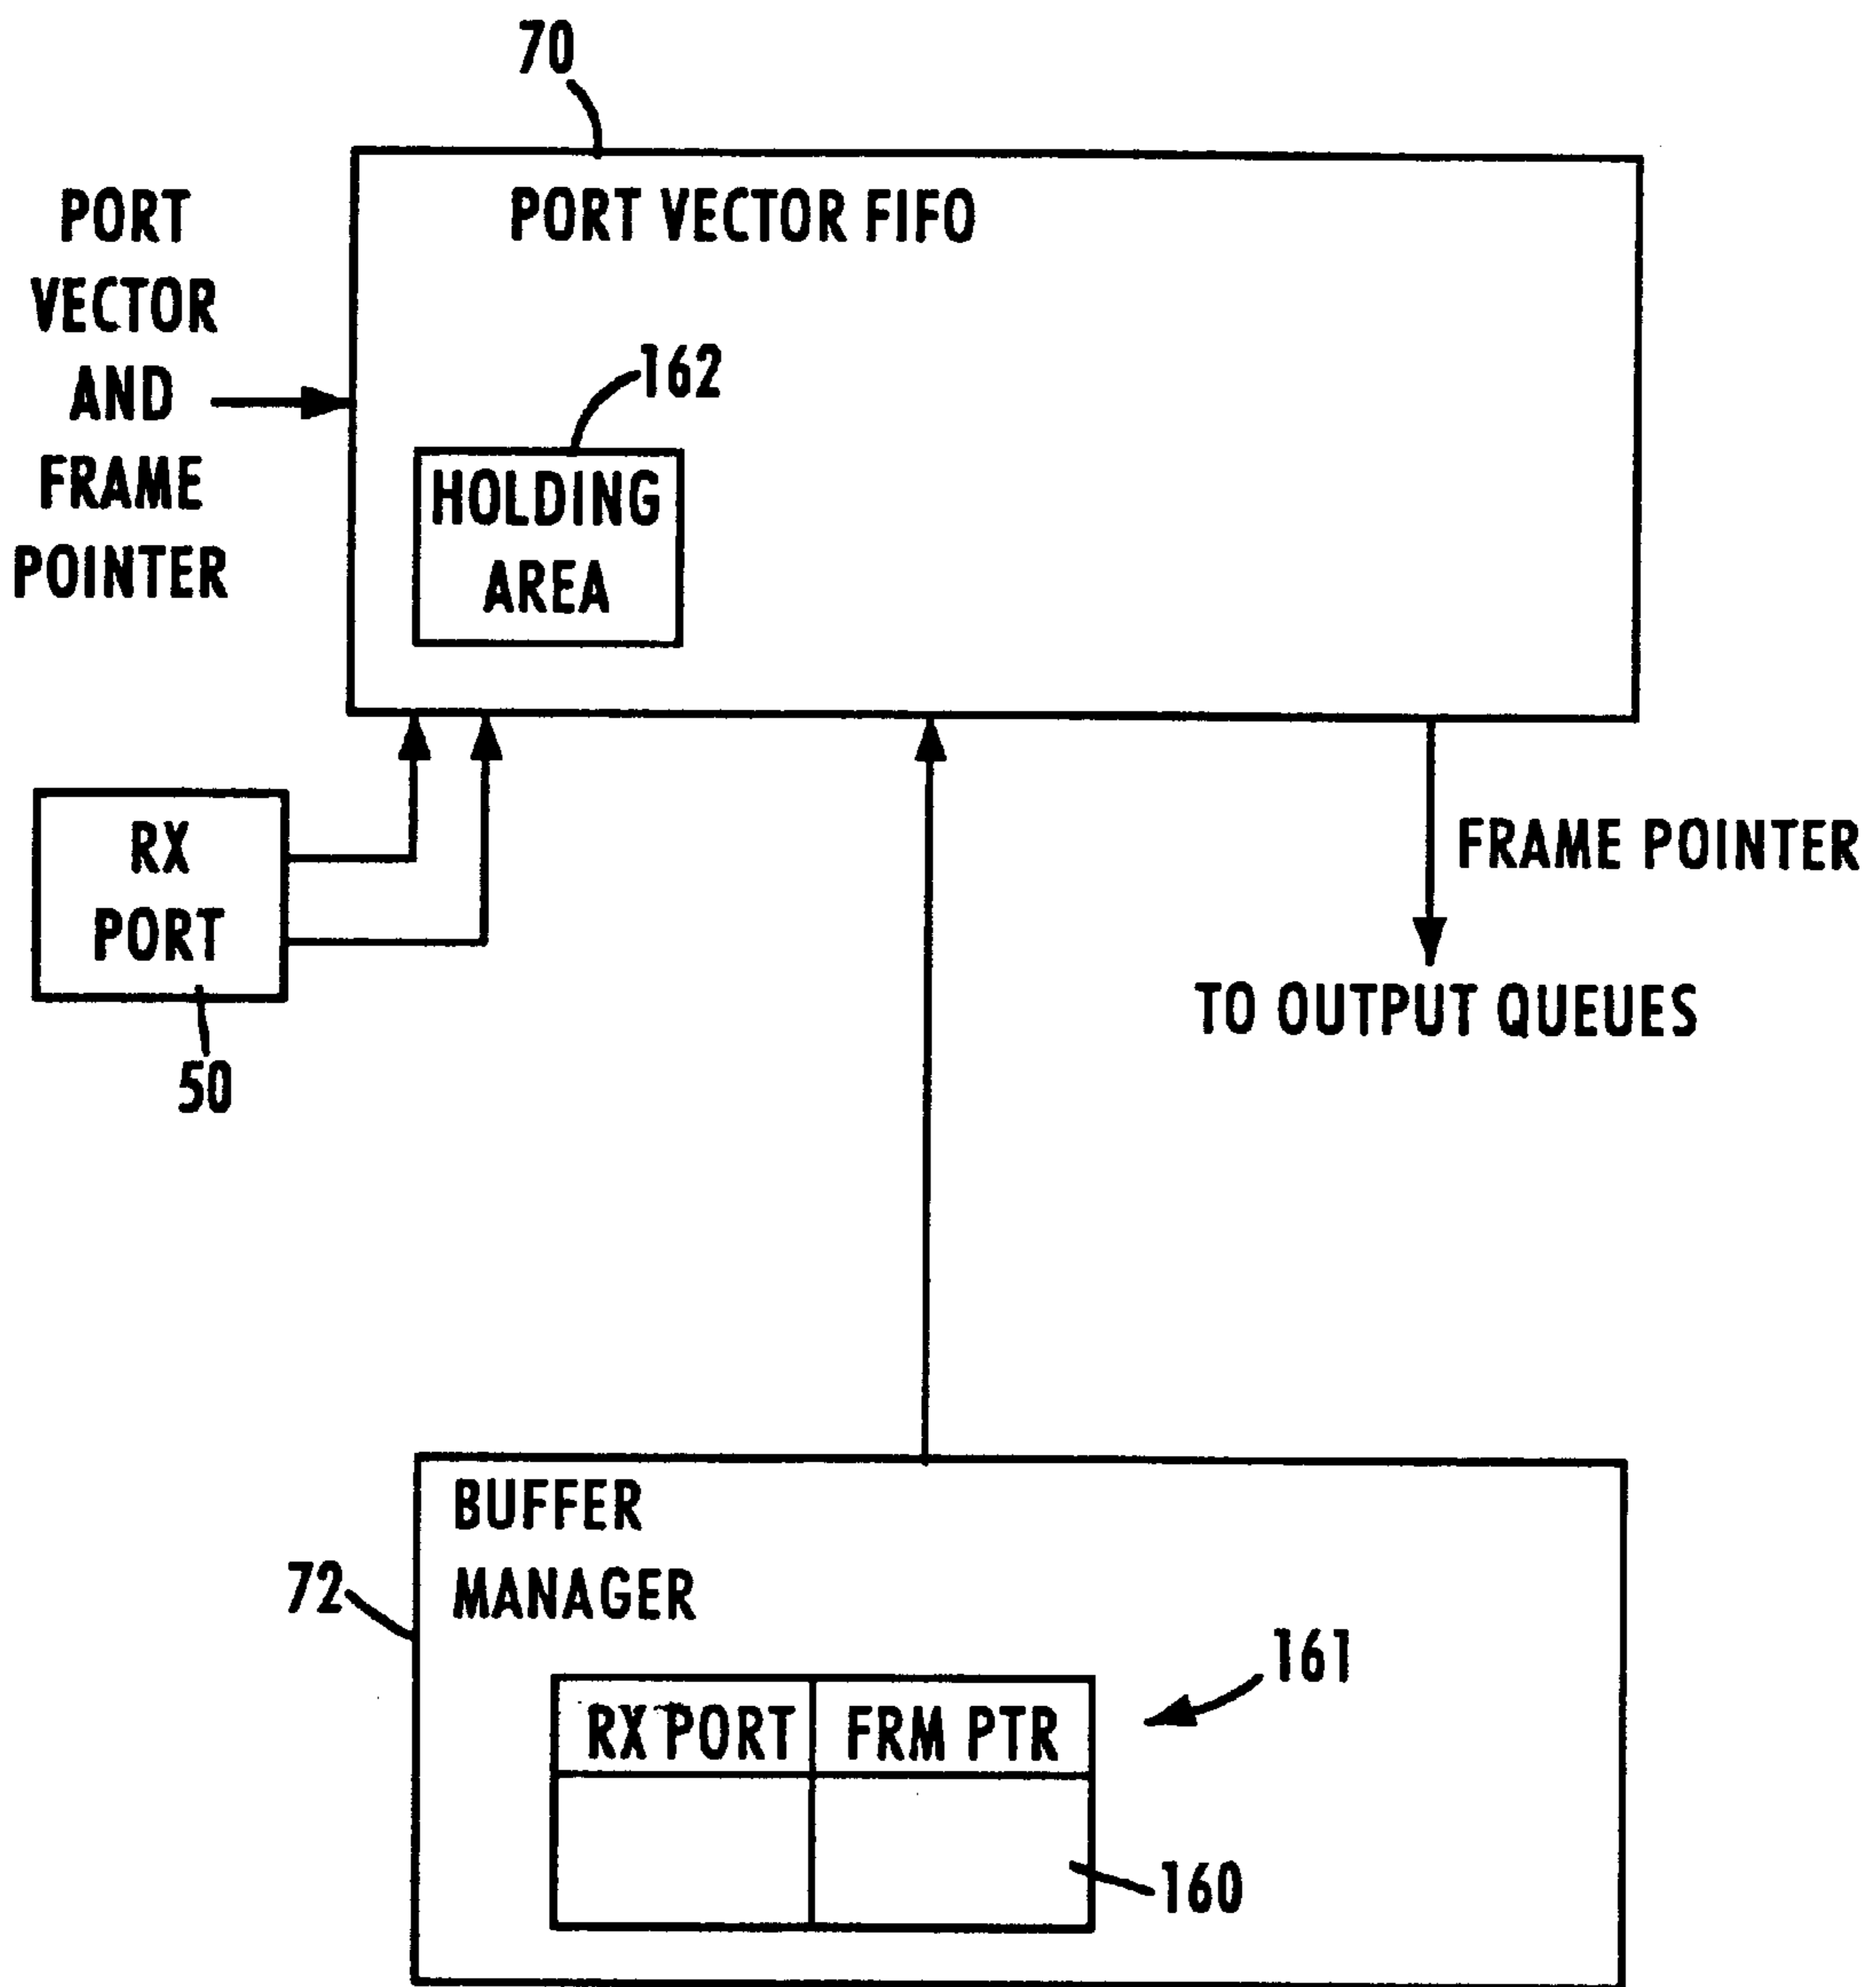 70
PORT
VECTOR
AND
FRAME
POINTER
PORT VECTOR FIFO
162
HOLDING
AREA
RX
PORT
50
FRAME POINTER
TO OUTPUT QUEUES
BUFFER
MANAGER
72
161
RX PORT FRM PTR
160